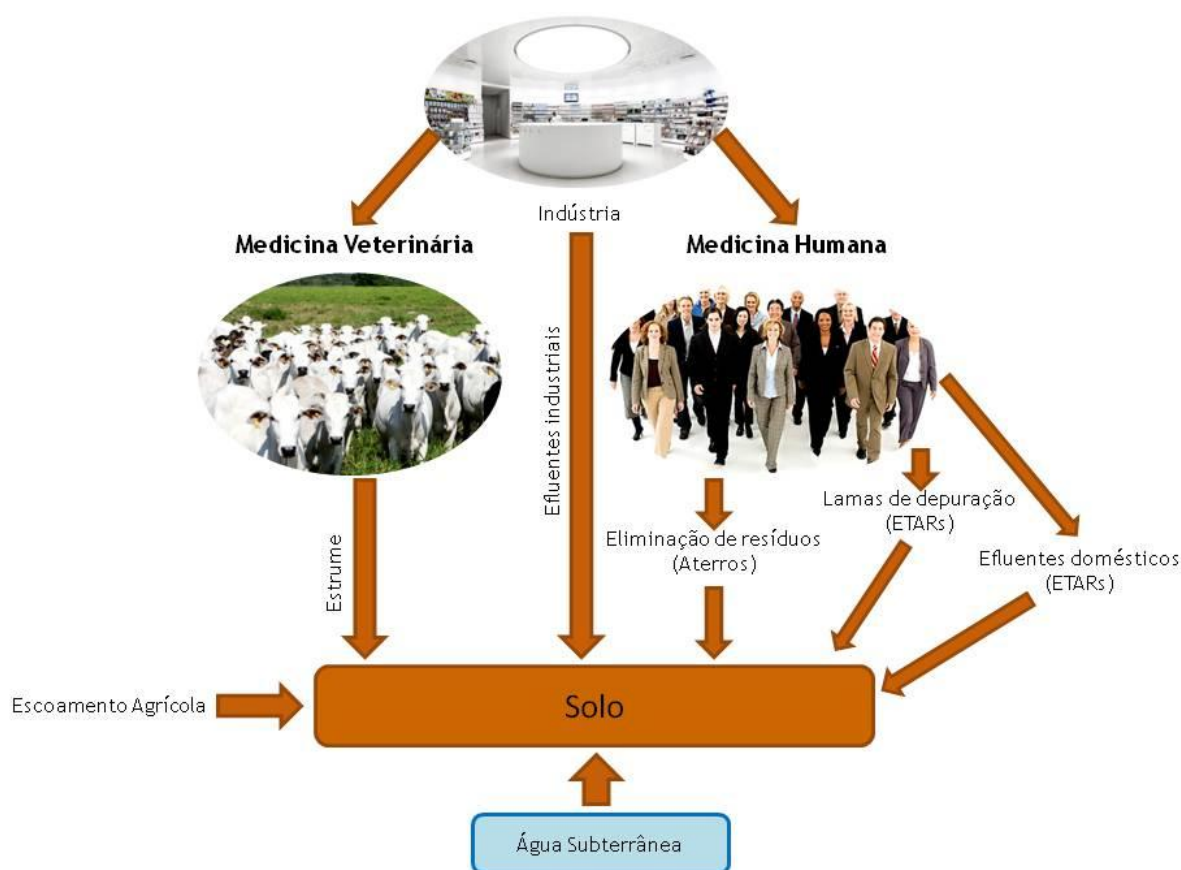 Indústria
Medicina Veterinária
Medicina Humana
Efluentes industriais
Estrume
Lamas de depuração
(ETARs)
Eliminação de resíduos
(Aterros)
Efluentes domésticos
(ETARs)
Escoamento Agrícola
Solo
Água Subterrânea